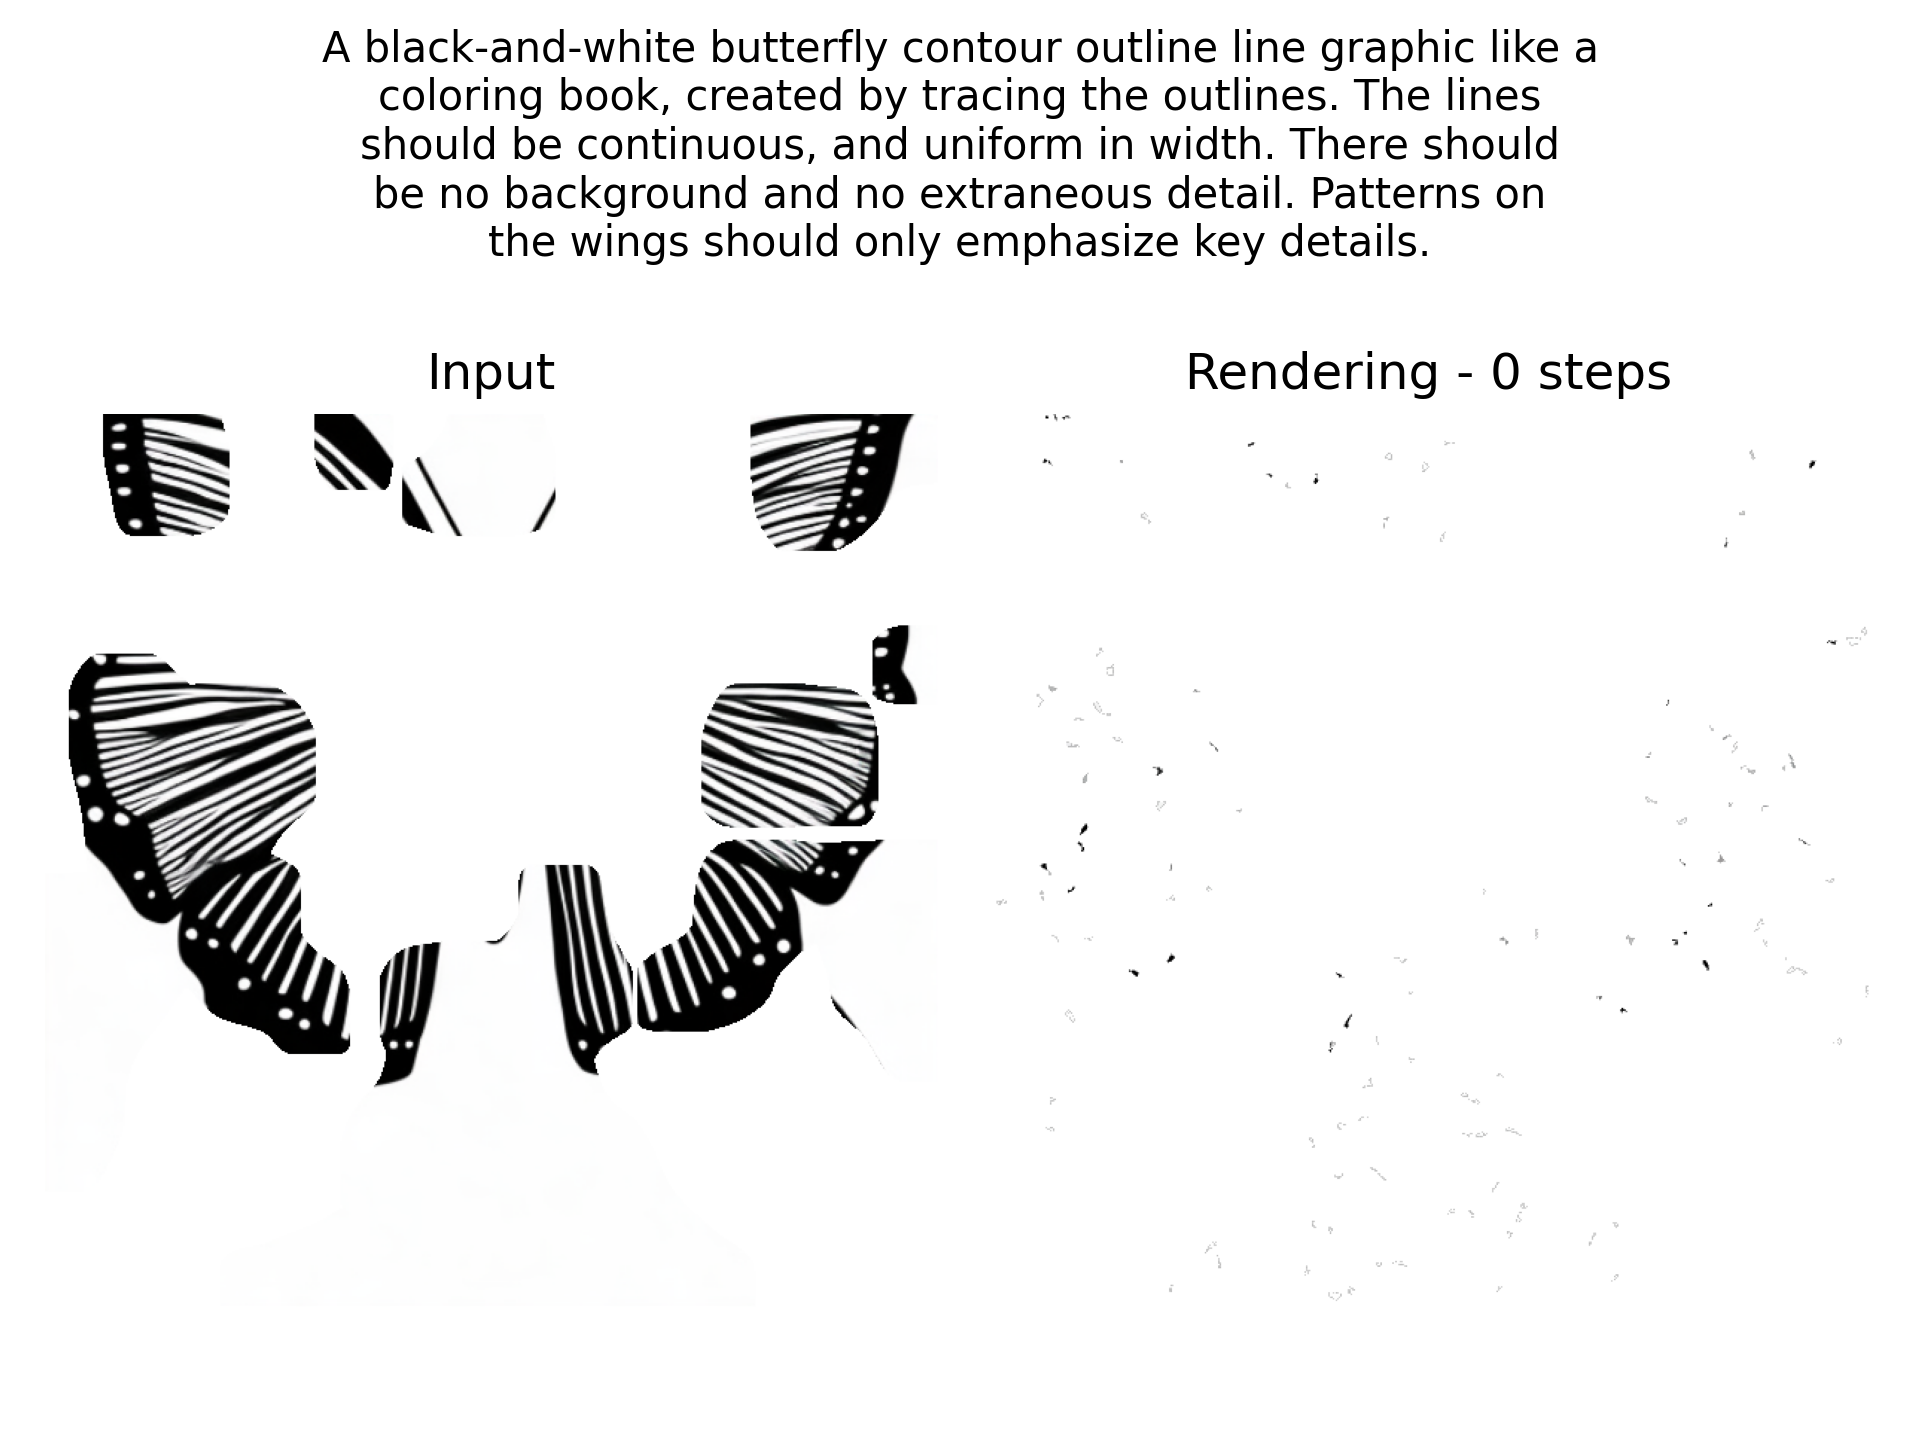 A black-and-white butterfly contour outline line graphic like a
coloring book, created by tracing the outlines. The lines
should be continuous, and uniform in width. There should
be no background and no extraneous detail. Patterns on
the wings should only emphasize key details.
Input
Rendering - 0 steps